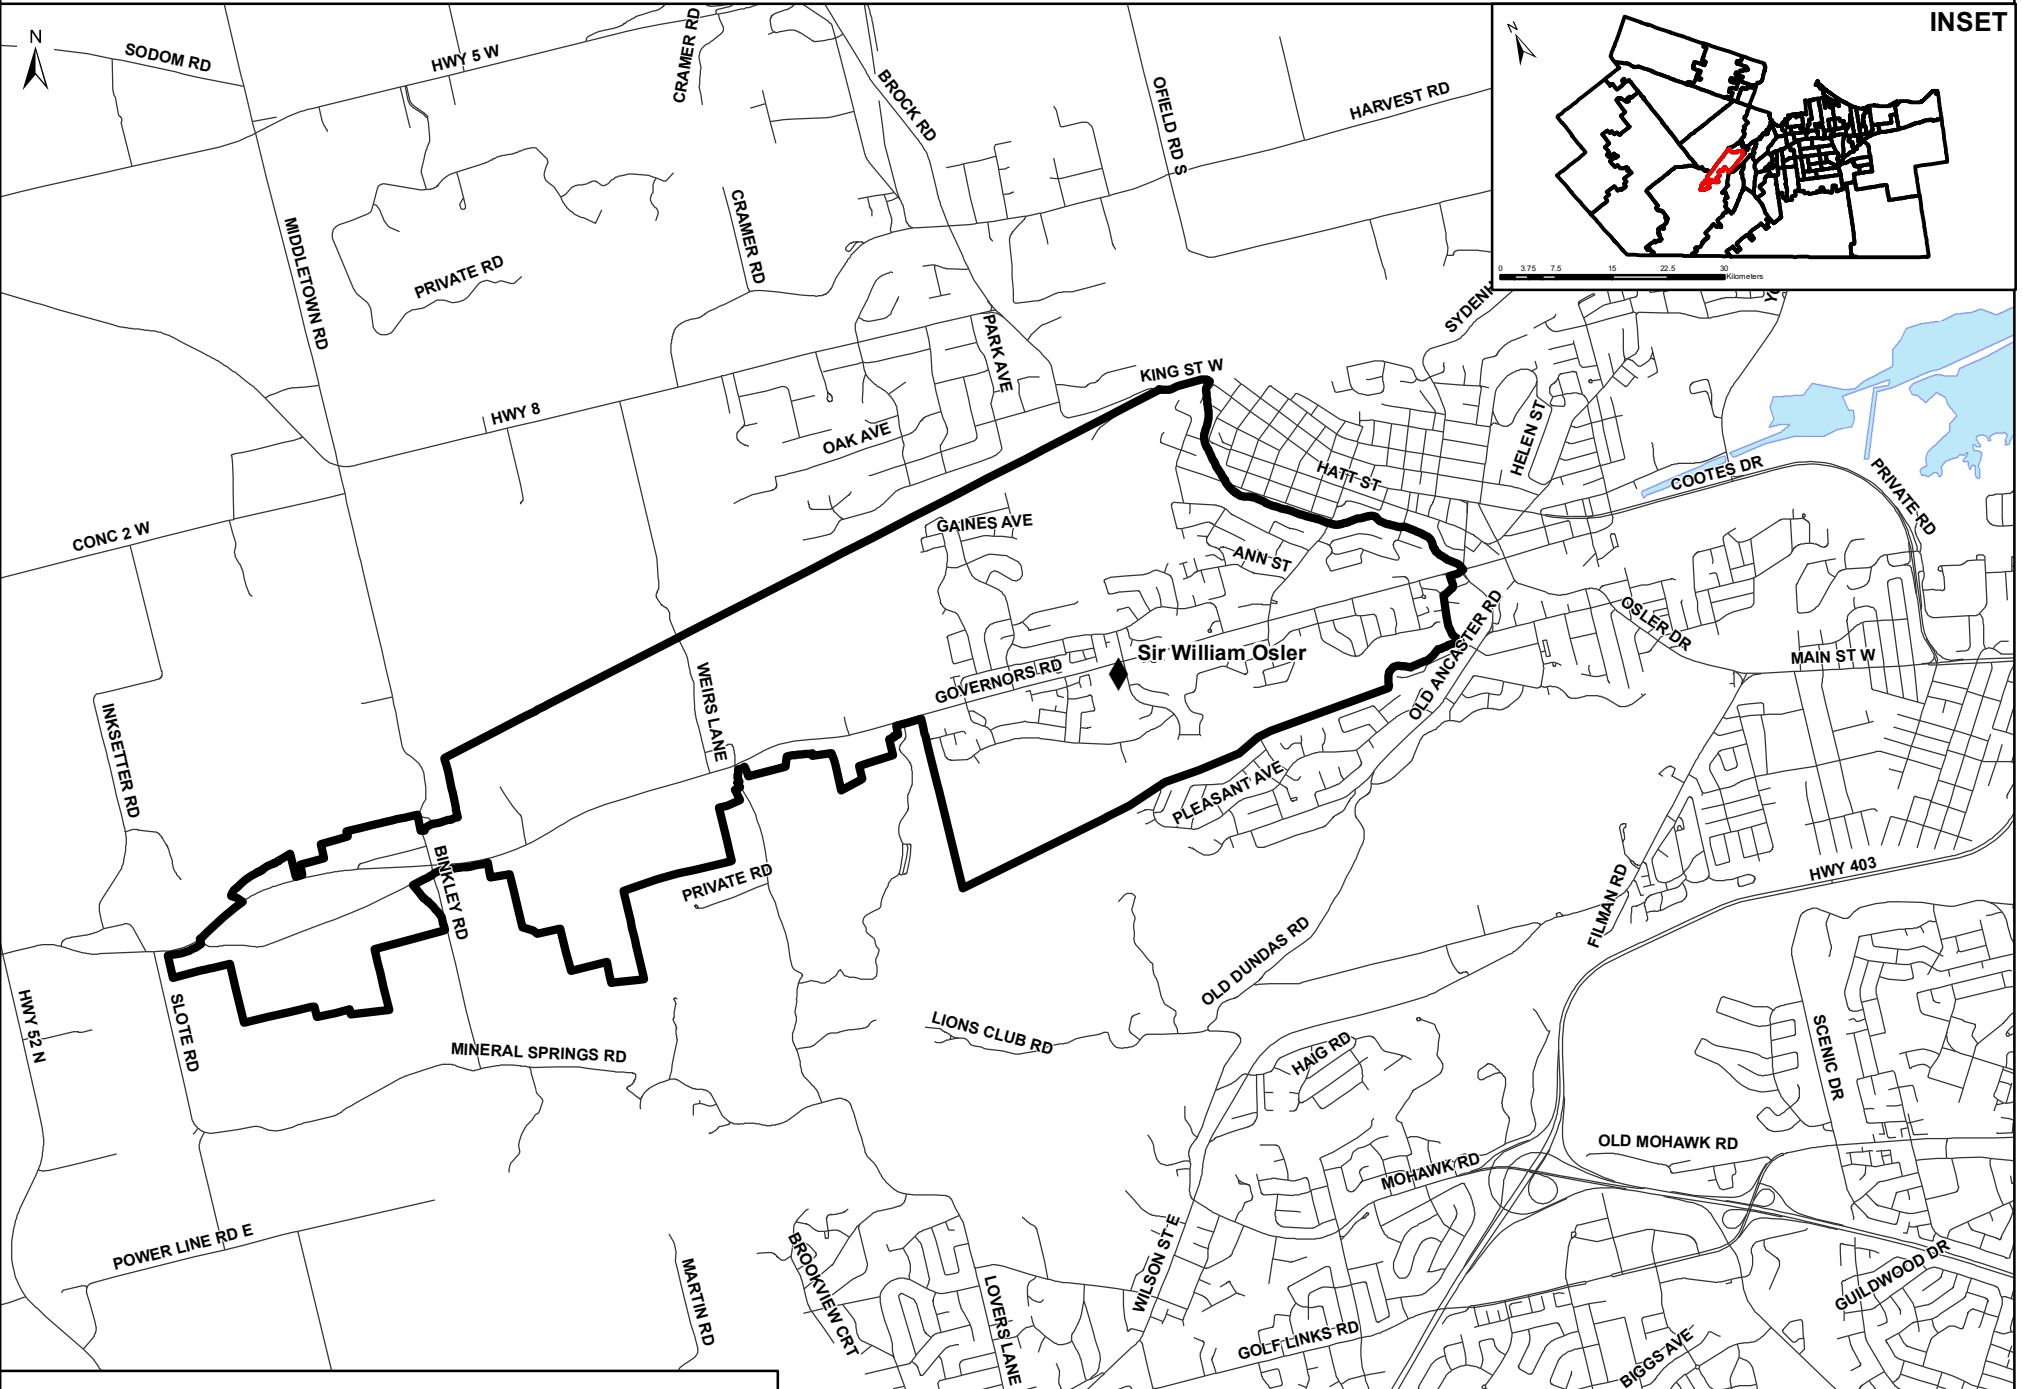 INSET
N
N
0 3.75 7.5 15 22.5 30
Kilometers
SODOM RD
HWY 5 W
CRAMER RD
BROCK RD
OFIELD RD S
HARVEST RD
MIDDLETOWN RD
PRIVATE RD
CRAMER RD
SYDENH
YO
PARK AVE
KING ST W
HWY 8
OAK AVE
HELEN ST
HATT ST
COOTES DR
PRIVATE RD
CONC 2 W
GAINES AVE
ANN ST
OSLER DR
MAIN ST W
Sir William Osler
GOVERNORS RD
OLD ANCASTER RD
WEIRS LANE
INKSETTER RD
PLEASANT AVE
BINKLEY RD
PRIVATE RD
HWY 403
FILMAN RD
OLD DUNDAS RD
HWY 52 N
SLOTE RD
LIONS CLUB RD
MINERAL SPRINGS RD
HAIG RD
SCENIC DR
OLD MOHAWK RD
MOHAWK RD
POWER LINE RD E
BROOKVIEW CRT
MARTIN RD
LOVERS LANE
WILSON ST E
GOLF LINKS RD
GUILDWOOD DR
BIGGS AVE